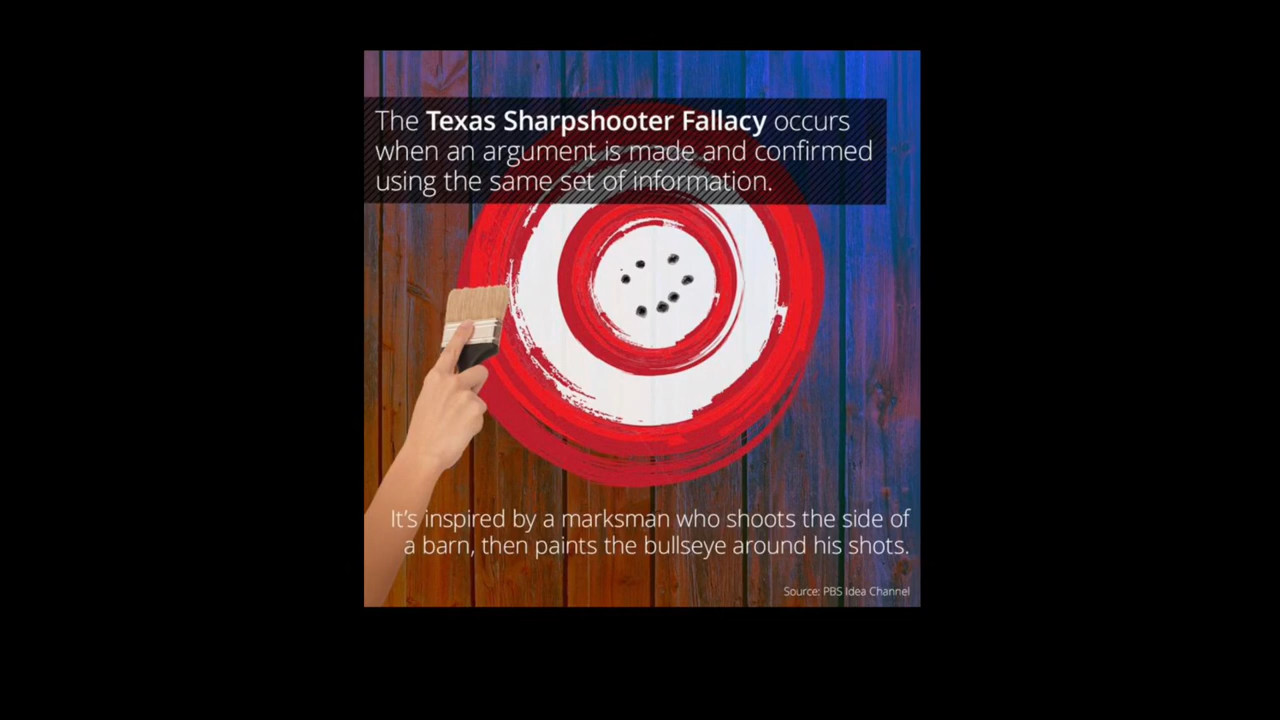 The Texas Sharpshooter Fallacy occurs
when an argument is made and confirmed
using the same set of information.
It’s inspired by a marksman who shoots the side of
a barn, then paints the bullseye around his shots.
Source: PBS Idea Channel